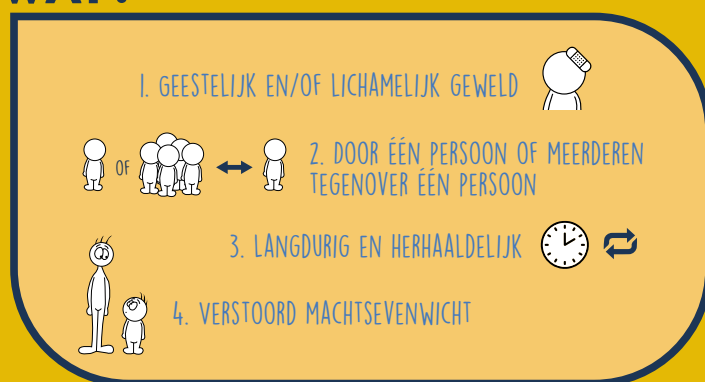 WAT?
1. GEESTELIJK EN/OF LICHAMELIJK GEWELD
OF
2. DOOR ÉÉN PERSOON OF MEERDEREN
TEGENOVER ÉÉN PERSOON
3. LANGDURIG EN HERHAALDELIJK
4. VERSTOORD MACHTSEVENWICHT